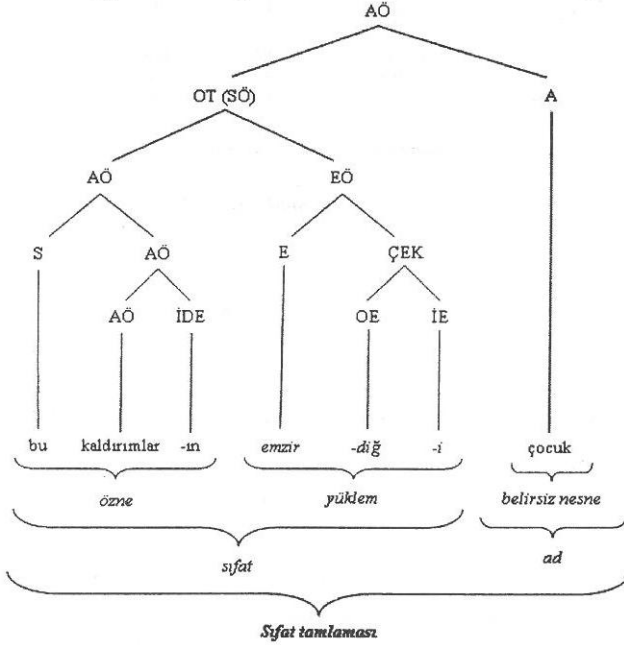 AÖ
OT (SÖ) A
AÖ EÖ
S AÖ E ÇEK
AÖ İDE OE İE
bu kaldırımlar -ın emzir -diğ -i çocuk
özne yüklem belirsiz nesne
sıfat ad
Sıfat tamlaması